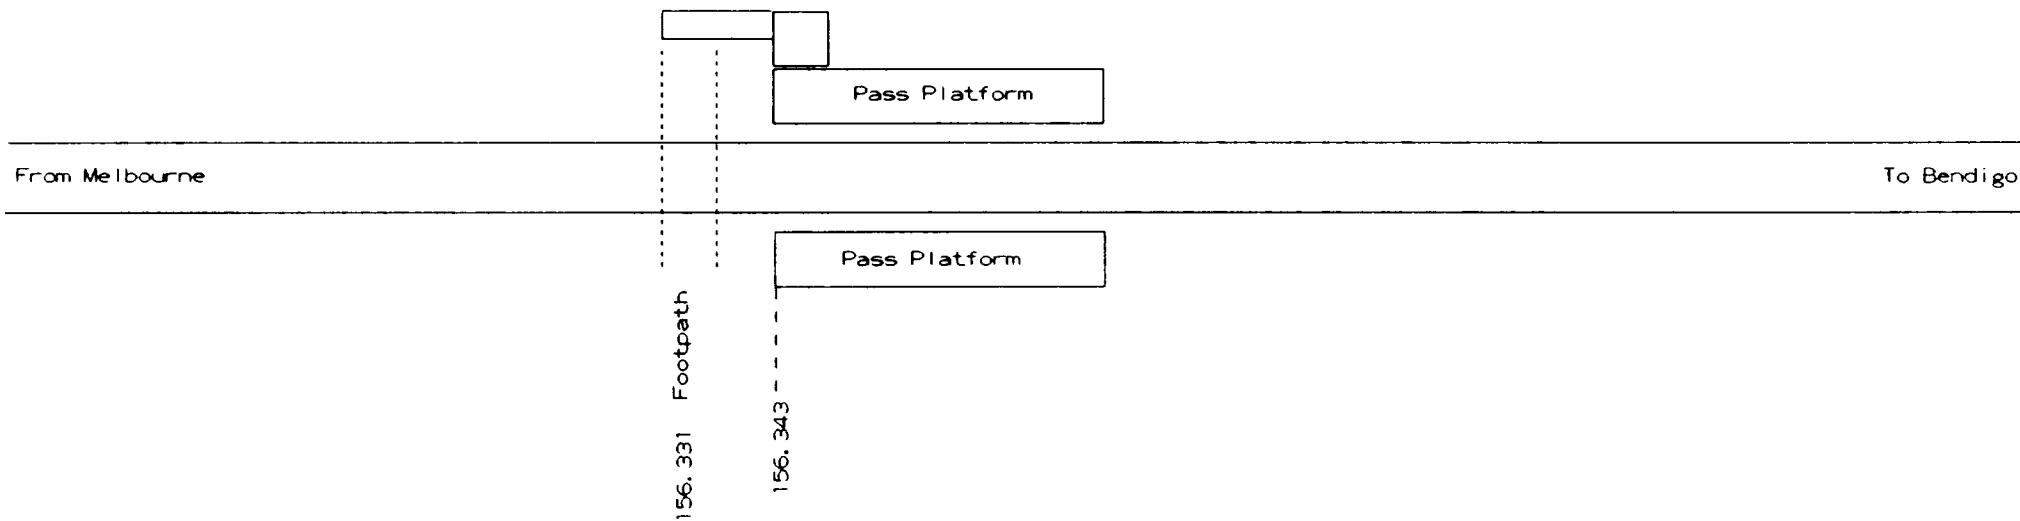 Pass Platform
From Melbourne
To Bendigo
Pass Platform
156.331 Footpath
156.343